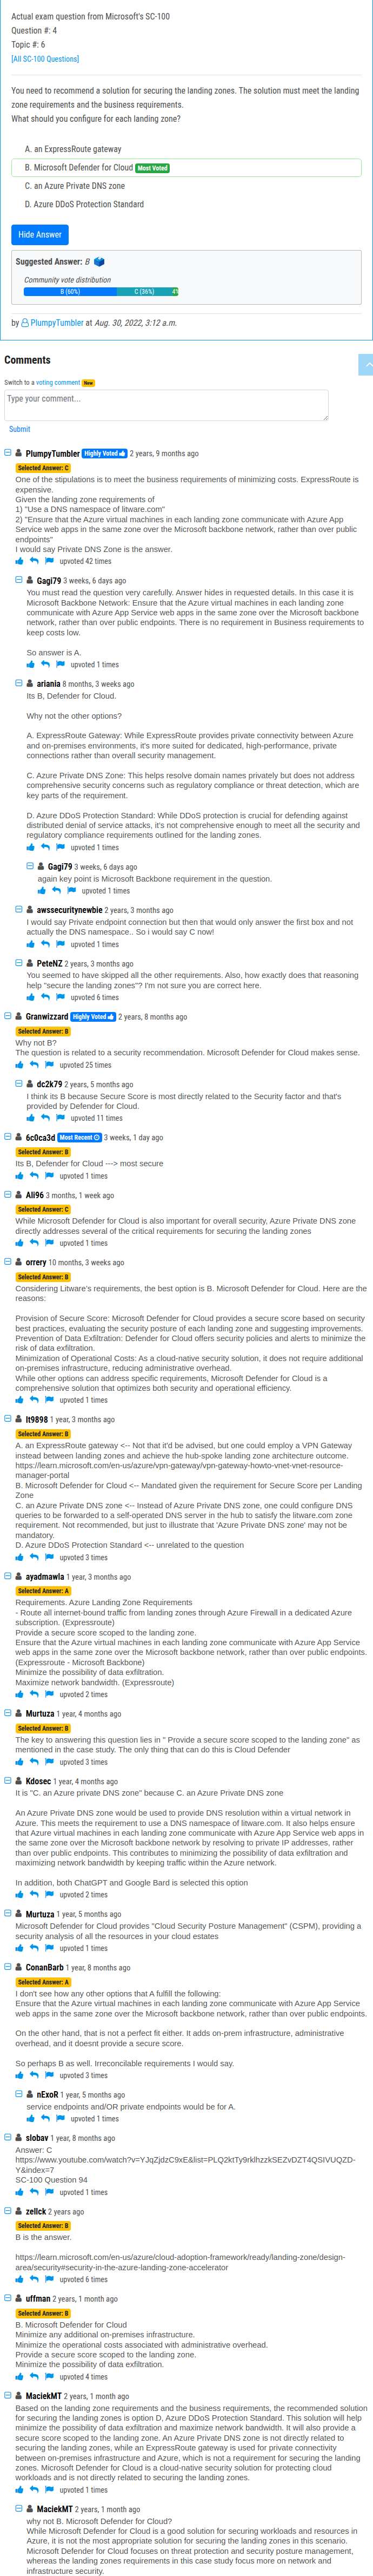 Actual exam question from Microsoft's SC-100
Question #: 4
Topic #: 6
[All SC-100 Questions]
You need to recommend a solution for securing the landing zones. The solution must meet the landing
zone requirements and the business requirements.
What should you configure for each landing zone?
A. an ExpressRoute gateway
B. Microsoft Defender for Cloud Most Voted
C. an Azure Private DNS zone
D. Azure DDoS Protection Standard
Hide Answer
Suggested Answer: B
Community vote distribution
B (60%) C (36%) 4%
by PlumpyTumbler at Aug. 30, 2022, 3:12 a.m.
Comments
Switch to a voting comment New
Type your comment...
Submit
PlumpyTumbler Highly Voted 2 years, 9 months ago
Selected Answer: C
One of the stipulations is to meet the business requirements of minimizing costs. ExpressRoute is
expensive.
Given the landing zone requirements of
1) "Use a DNS namespace of litware.com"
2) "Ensure that the Azure virtual machines in each landing zone communicate with Azure App
Service web apps in the same zone over the Microsoft backbone network, rather than over public
endpoints"
I would say Private DNS Zone is the answer.
upvoted 42 times
Gagi79 3 weeks, 6 days ago
You must read the question very carefully. Answer hides in requested details. In this case it is
Microsoft Backbone Network: Ensure that the Azure virtual machines in each landing zone
communicate with Azure App Service web apps in the same zone over the Microsoft backbone
network, rather than over public endpoints. There is no requirement in Business requirements to
keep costs low.
So answer is A.
upvoted 1 times
ariania 8 months, 3 weeks ago
Its B, Defender for Cloud.
Why not the other options?
A. ExpressRoute Gateway: While ExpressRoute provides private connectivity between Azure
and on-premises environments, it's more suited for dedicated, high-performance, private
connections rather than overall security management.
C. Azure Private DNS Zone: This helps resolve domain names privately but does not address
comprehensive security concerns such as regulatory compliance or threat detection, which are
key parts of the requirement.
D. Azure DDoS Protection Standard: While DDoS protection is crucial for defending against
distributed denial of service attacks, it's not comprehensive enough to meet all the security and
regulatory compliance requirements outlined for the landing zones.
upvoted 1 times
Gagi79 3 weeks, 6 days ago
again key point is Microsoft Backbone requirement in the question.
upvoted 1 times
awssecuritynewbie 2 years, 3 months ago
I would say Private endpoint connection but then that would only answer the first box and not
actually the DNS namespace.. So i would say C now!
upvoted 1 times
PeteNZ 2 years, 3 months ago
You seemed to have skipped all the other requirements. Also, how exactly does that reasoning
help "secure the landing zones"? I'm not sure you are correct here.
upvoted 6 times
Granwizzard Highly Voted 2 years, 8 months ago
Selected Answer: B
Why not B?
The question is related to a security recommendation. Microsoft Defender for Cloud makes sense.
upvoted 25 times
dc2k79 2 years, 5 months ago
I think its B because Secure Score is most directly related to the Security factor and that's
provided by Defender for Cloud.
upvoted 11 times
6c0ca3d Most Recent 3 weeks, 1 day ago
Selected Answer: B
Its B, Defender for Cloud ---> most secure
upvoted 1 times
Ali96 3 months, 1 week ago
Selected Answer: C
While Microsoft Defender for Cloud is also important for overall security, Azure Private DNS zone
directly addresses several of the critical requirements for securing the landing zones
upvoted 1 times
orrery 10 months, 3 weeks ago
Selected Answer: B
Considering Litware's requirements, the best option is B. Microsoft Defender for Cloud. Here are the
reasons:
Provision of Secure Score: Microsoft Defender for Cloud provides a secure score based on security
best practices, evaluating the security posture of each landing zone and suggesting improvements.
Prevention of Data Exfiltration: Defender for Cloud offers security policies and alerts to minimize the
risk of data exfiltration.
Minimization of Operational Costs: As a cloud-native security solution, it does not require additional
on-premises infrastructure, reducing administrative overhead.
While other options can address specific requirements, Microsoft Defender for Cloud is a
comprehensive solution that optimizes both security and operational efficiency.
upvoted 1 times
lt9898 1 year, 3 months ago
Selected Answer: B
A. an ExpressRoute gateway <-- Not that it'd be advised, but one could employ a VPN Gateway
instead between landing zones and achieve the hub-spoke landing zone architecture outcome.
https://learn.microsoft.com/en-us/azure/vpn-gateway/vpn-gateway-howto-vnet-vnet-resource-
manager-portal
B. Microsoft Defender for Cloud <-- Mandated given the requirement for Secure Score per Landing
Zone
C. an Azure Private DNS zone <-- Instead of Azure Private DNS zone, one could configure DNS
queries to be forwarded to a self-operated DNS server in the hub to satisfy the litware.com zone
requirement. Not recommended, but just to illustrate that 'Azure Private DNS zone' may not be
mandatory.
D. Azure DDoS Protection Standard <-- unrelated to the question
upvoted 3 times
ayadmawla 1 year, 3 months ago
Selected Answer: A
Requirements. Azure Landing Zone Requirements
- Route all internet-bound traffic from landing zones through Azure Firewall in a dedicated Azure
subscription. (Expressroute)
Provide a secure score scoped to the landing zone.
Ensure that the Azure virtual machines in each landing zone communicate with Azure App Service
web apps in the same zone over the Microsoft backbone network, rather than over public endpoints.
(Expressroute - Microsoft Backbone)
Minimize the possibility of data exfiltration.
Maximize network bandwidth. (Expressroute)
upvoted 2 times
Murtuza 1 year, 4 months ago
Selected Answer: B
The key to answering this question lies in " Provide a secure score scoped to the landing zone" as
mentioned in the case study. The only thing that can do this is Cloud Defender
upvoted 3 times
Kdosec 1 year, 4 months ago
It is "C. an Azure private DNS zone" because C. an Azure Private DNS zone
An Azure Private DNS zone would be used to provide DNS resolution within a virtual network in
Azure. This meets the requirement to use a DNS namespace of litware.com. It also helps ensure
that Azure virtual machines in each landing zone communicate with Azure App Service web apps in
the same zone over the Microsoft backbone network by resolving to private IP addresses, rather
than over public endpoints. This contributes to minimizing the possibility of data exfiltration and
maximizing network bandwidth by keeping traffic within the Azure network.
In addition, both ChatGPT and Google Bard is selected this option
upvoted 2 times
Murtuza 1 year, 5 months ago
Microsoft Defender for Cloud provides "Cloud Security Posture Management" (CSPM), providing a
security analysis of all the resources in your cloud estates
upvoted 1 times
ConanBarb 1 year, 8 months ago
Selected Answer: A
I don't see how any other options that A fulfill the following:
Ensure that the Azure virtual machines in each landing zone communicate with Azure App Service
web apps in the same zone over the Microsoft backbone network, rather than over public endpoints.
On the other hand, that is not a perfect fit either. It adds on-prem infrastructure, administrative
overhead, and it doesnt provide a secure score.
So perhaps B as well. Irreconcilable requirements I would say.
upvoted 3 times
nExoR 1 year, 5 months ago
service endpoints and/OR private endpoints would be for A.
upvoted 1 times
slobav 1 year, 8 months ago
Answer: C
https://www.youtube.com/watch?v=YJqZjdzC9xE&list=PLQ2ktTy9rklhzzkSEZvDZT4QSIVUQZD-
Y&index=7
SC-100 Question 94
upvoted 1 times
zellck 2 years ago
Selected Answer: B
B is the answer.
https://learn.microsoft.com/en-us/azure/cloud-adoption-framework/ready/landing-zone/design-
area/security#security-in-the-azure-landing-zone-accelerator
upvoted 6 times
uffman 2 years, 1 month ago
Selected Answer: B
B. Microsoft Defender for Cloud
Minimize any additional on-premises infrastructure.
Minimize the operational costs associated with administrative overhead.
Provide a secure score scoped to the landing zone.
Minimize the possibility of data exfiltration.
upvoted 4 times
MaciekMT 2 years, 1 month ago
Based on the landing zone requirements and the business requirements, the recommended solution
for securing the landing zones is option D, Azure DDoS Protection Standard. This solution will help
minimize the possibility of data exfiltration and maximize network bandwidth. It will also provide a
secure score scoped to the landing zone. An Azure Private DNS zone is not directly related to
securing the landing zones, while an ExpressRoute gateway is used for private connectivity
between on-premises infrastructure and Azure, which is not a requirement for securing the landing
zones. Microsoft Defender for Cloud is a cloud-native security solution for protecting cloud
workloads and is not directly related to securing the landing zones.
upvoted 1 times
MaciekMT 2 years, 1 month ago
why not B. Microsoft Defender for Cloud?
While Microsoft Defender for Cloud is a good solution for securing workloads and resources in
Azure, it is not the most appropriate solution for securing the landing zones in this scenario.
Microsoft Defender for Cloud focuses on threat protection and security posture management,
whereas the landing zones requirements in this case study focus more on network and
infrastructure security.